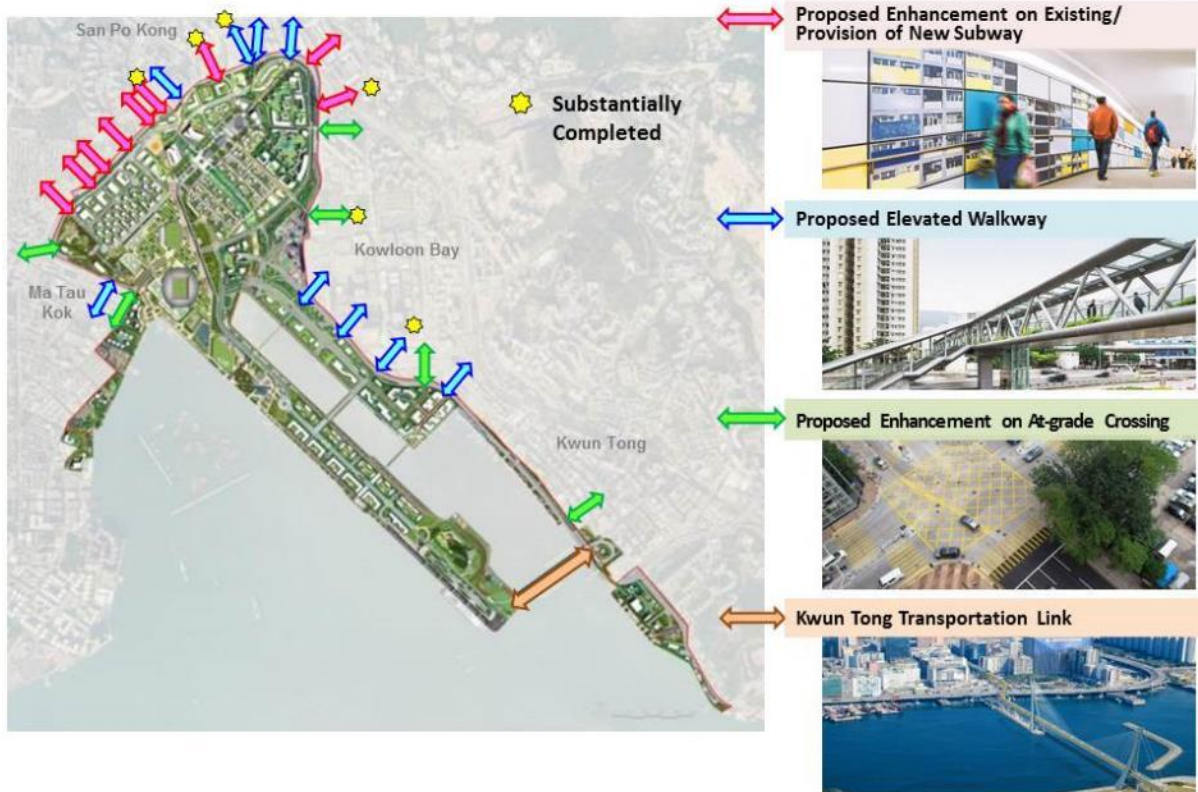 San Po Kong
Substantially
Completed
Kowloon Bay
Ma Tau
Kok
Kwun Tong
Proposed Enhancement on Existing/
Provision of New Subway
Proposed Elevated Walkway
Proposed Enhancement on At-grade Crossing
Kwun Tong Transportation Link